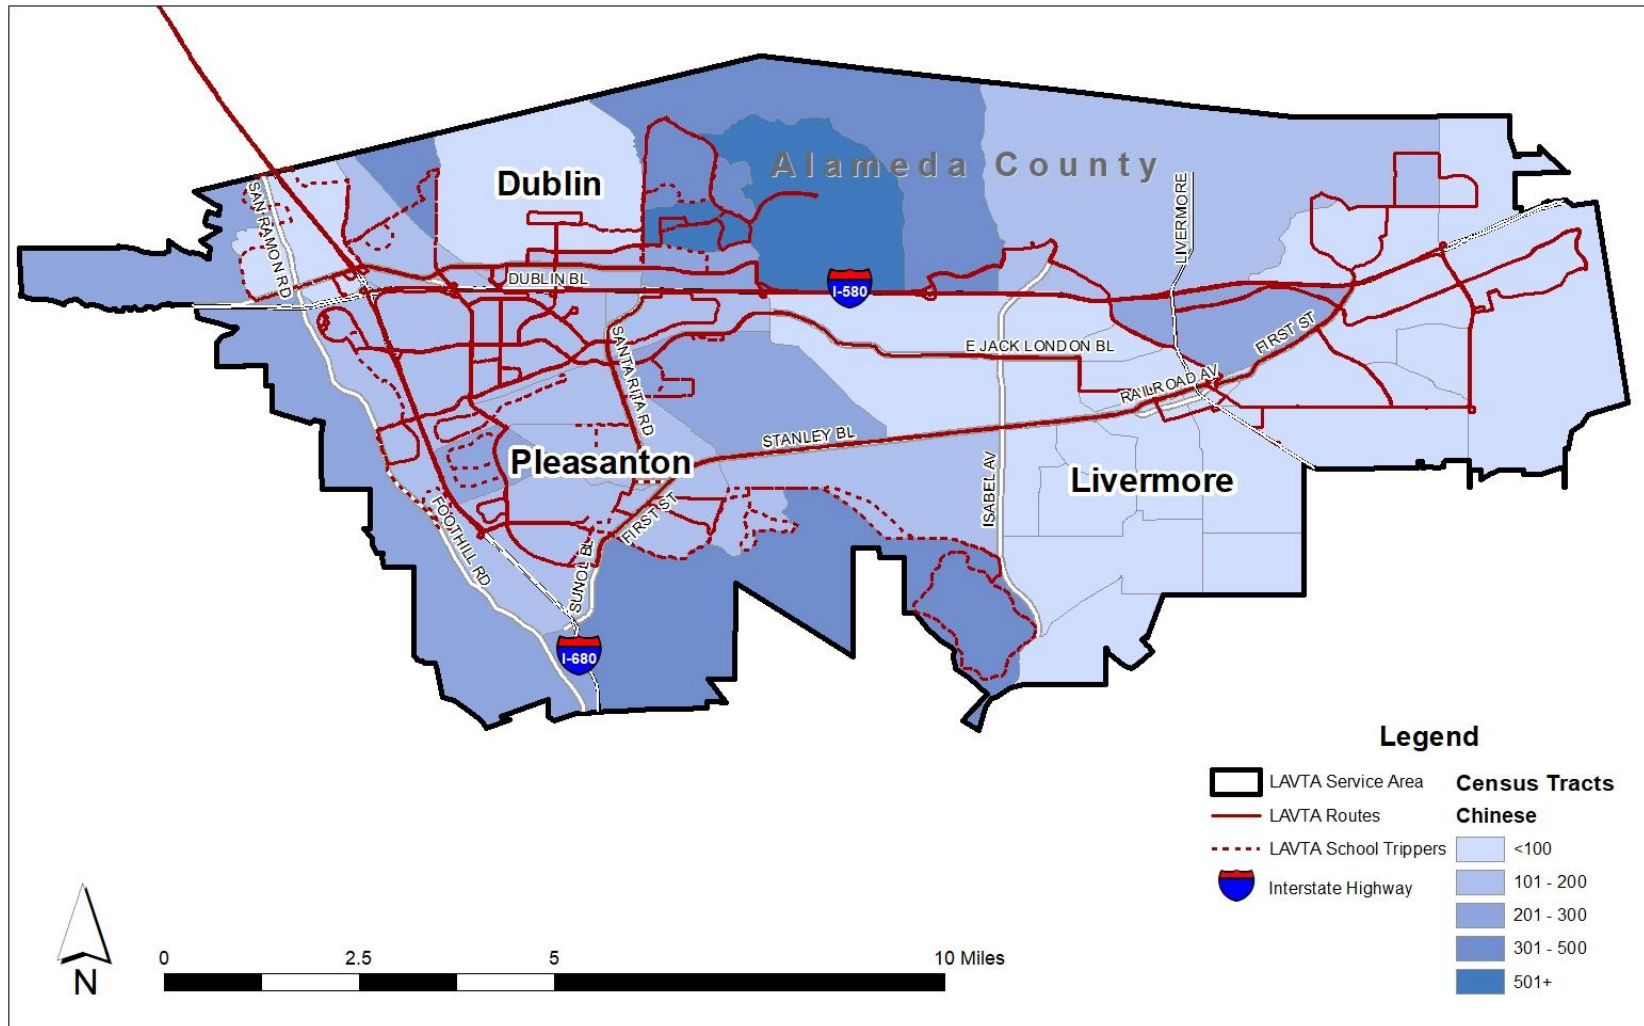 Alameda County
Dublin
SAN RAMON RD
LIVERMORE
DUBLIN BL
I-580
SANTA RITA RD
E JACK LONDON BL
FIRST ST
RAILROAD AV
STANLEY BL
Pleasanton
Livermore
ISABEL AV
FOOTHILL RD
FIRST ST
SUNOL BL
I-680
Legend
LAVTA Service Area
LAVTA Routes
LAVTA School Trippers
Interstate Highway
Census Tracts
Chinese
<100
101 - 200
201 - 300
301 - 500
501+
N
0 2.5 5 10 Miles